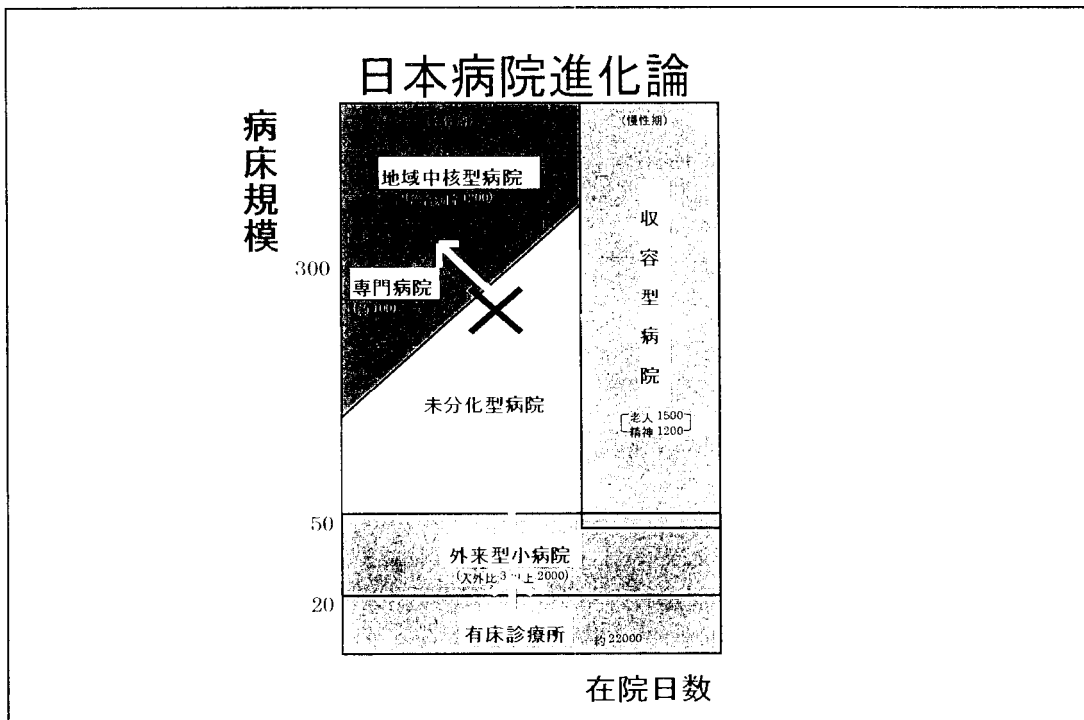 日本病院進化論
病床規模
(慢性期)
地域中核型病院
収容型病院
300
専門病院
未分化型病院
老人 1500
精神 1200
50
外来型小病院
20
有床診療所
約22000
在院日数